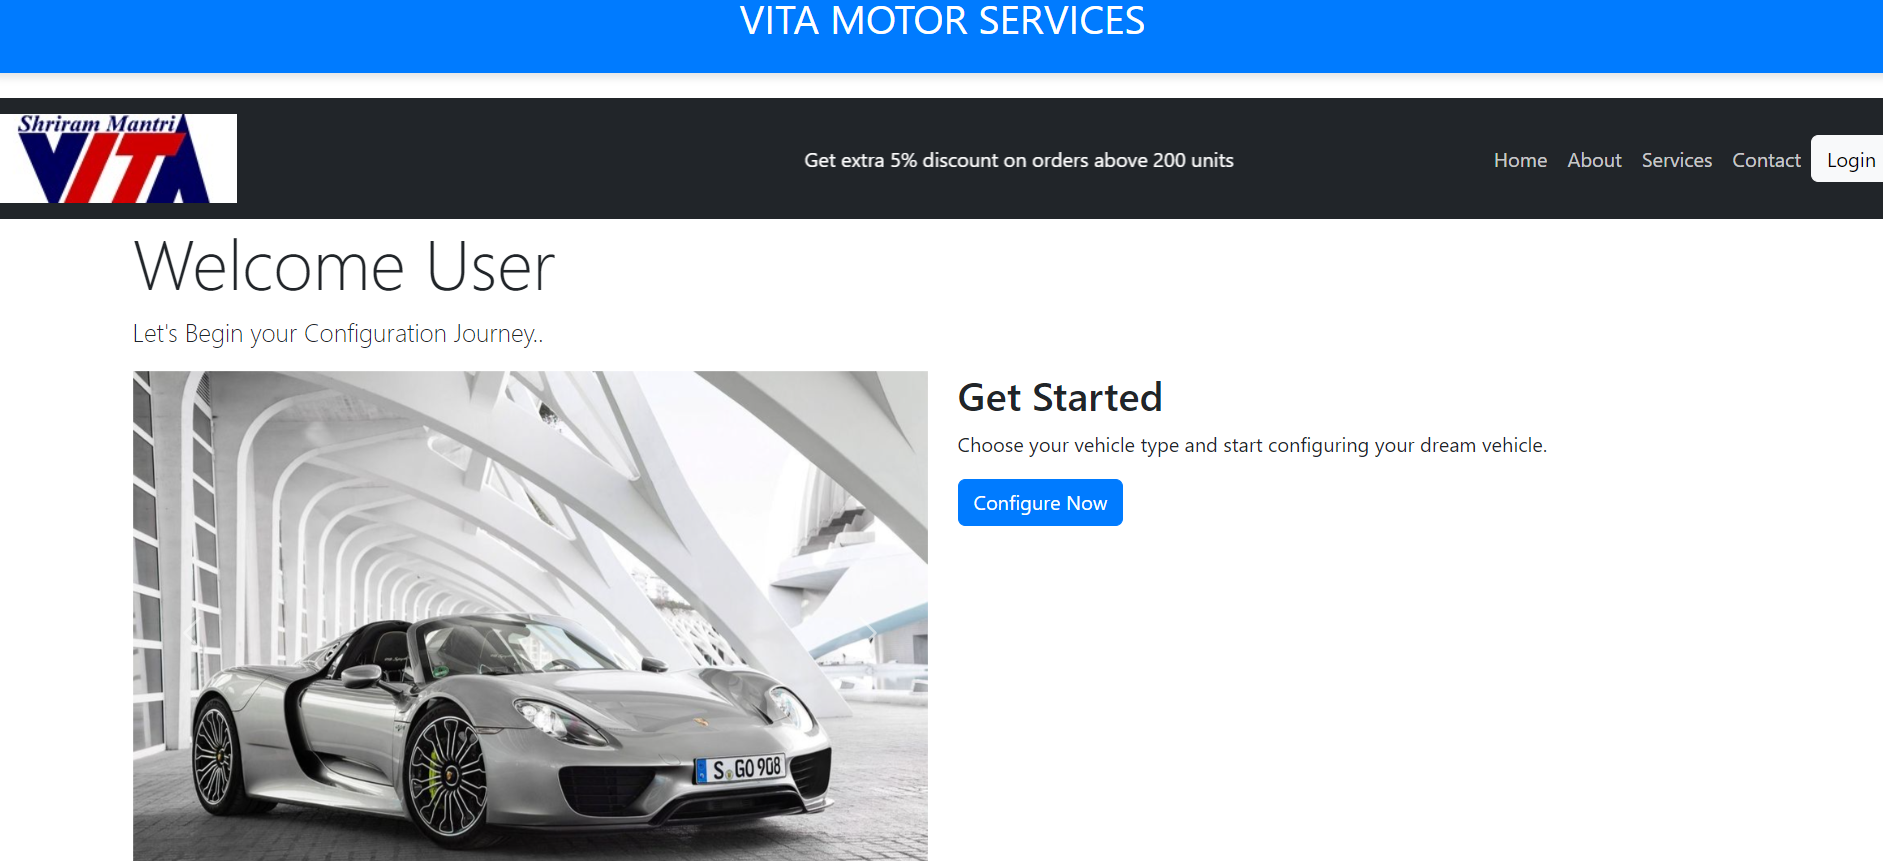 VITA MOTOR SERVICES
Shriram Mantri
VITA
Get extra 5% discount on orders above 200 units
Home About Services Contact Login
Welcome User
Let's Begin your Configuration Journey..
Get Started
Choose your vehicle type and start configuring your dream vehicle.
Configure Now
S GO 908